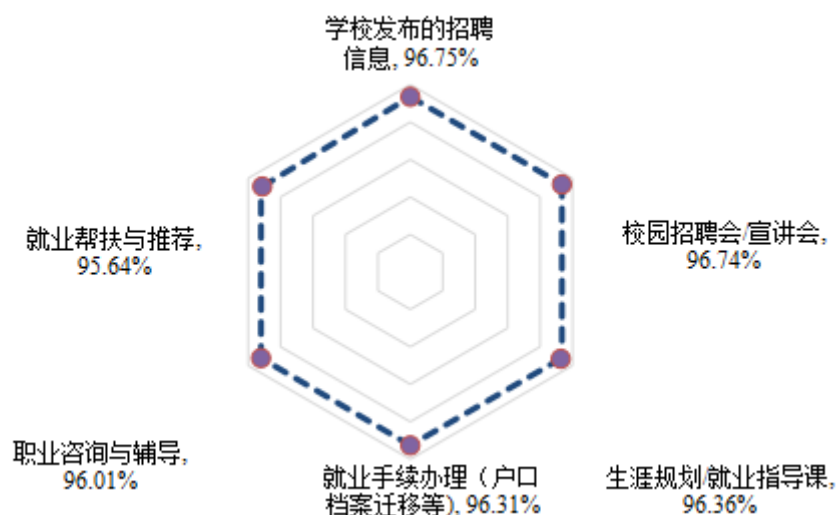 学校发布的招聘
信息, 96.75%
校园招聘会/宣讲会,
96.74%
生涯规划/就业指导课,
96.36%
就业手续办理（户口
档案迁移等), 96.31%
职业咨询与辅导,
96.01%
就业帮扶与推荐,
95.64%